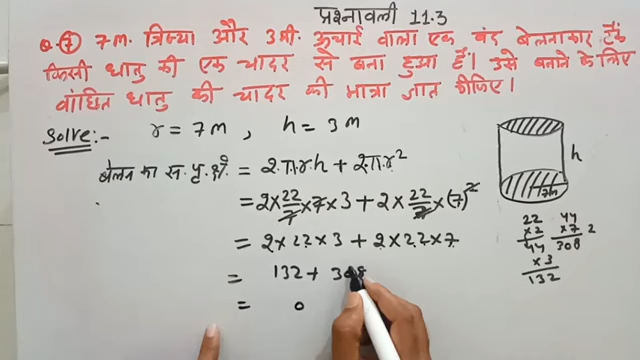 प्रश्नावली 11.3
Q.⑦ 7m. त्रिज्या और 3मी. ऊचाई वाला एक बंद बेलनाकार टैंक
किसी धातु की एक चादर से बना हुआ है। उसे बनाने के लिए
वांछित धातु की चादर की मात्रा ज्ञात कीजिए।
Solve:- r = 7m , h = 3m
बेलन का स. पृ. क्षे. = 2πrh + 2πr²
= 2×22/7×7×3 + 2×22/7×(7)²
= 2×22×3 + 2×22×7
= 132 + 308
= 0
h
7m
22
×2
44
×3
132
44
×7
308
2